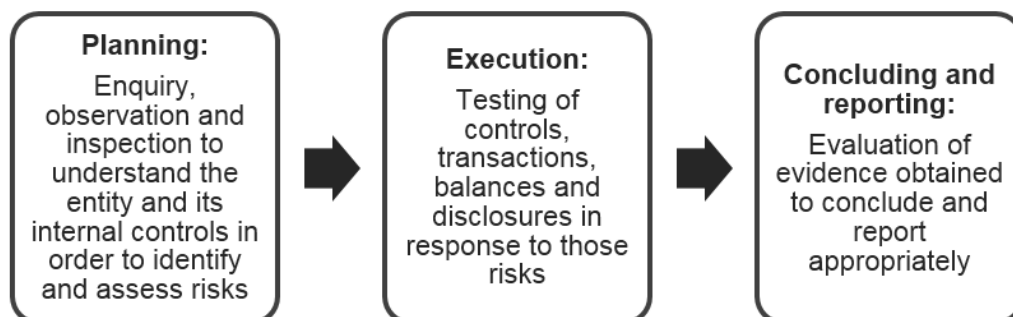 Planning:
Enquiry,
observation and
inspection to
understand the
entity and its
internal controls in
order to identify
and assess risks
Execution:
Testing of
controls,
transactions,
balances and
disclosures in
response to those
risks
Concluding and
reporting:
Evaluation of
evidence obtained
to conclude and
report
appropriately